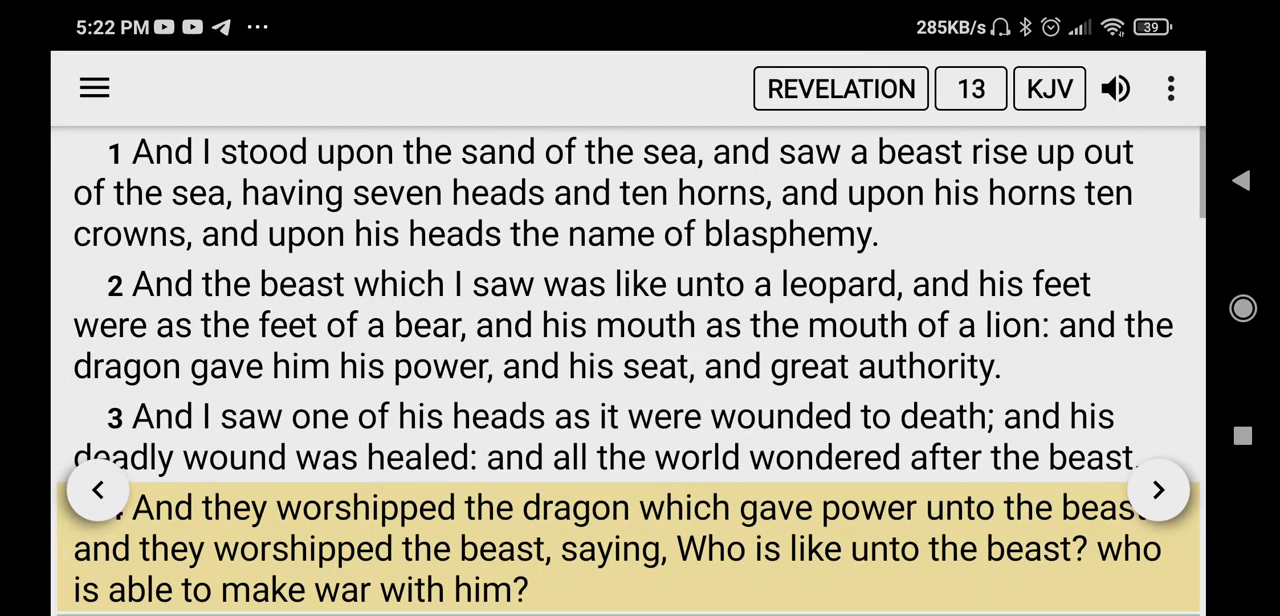 5:22 PM ... 285KB/s 39
REVELATION 13 KJV
1 And I stood upon the sand of the sea, and saw a beast rise up out
of the sea, having seven heads and ten horns, and upon his horns ten
crowns, and upon his heads the name of blasphemy.
2 And the beast which I saw was like unto a leopard, and his feet
were as the feet of a bear, and his mouth as the mouth of a lion: and the
dragon gave him his power, and his seat, and great authority.
3 And I saw one of his heads as it were wounded to death; and his
deadly wound was healed: and all the world wondered after the beast.
And they worshipped the dragon which gave power unto the beast
and they worshipped the beast, saying, Who is like unto the beast? who
is able to make war with him?